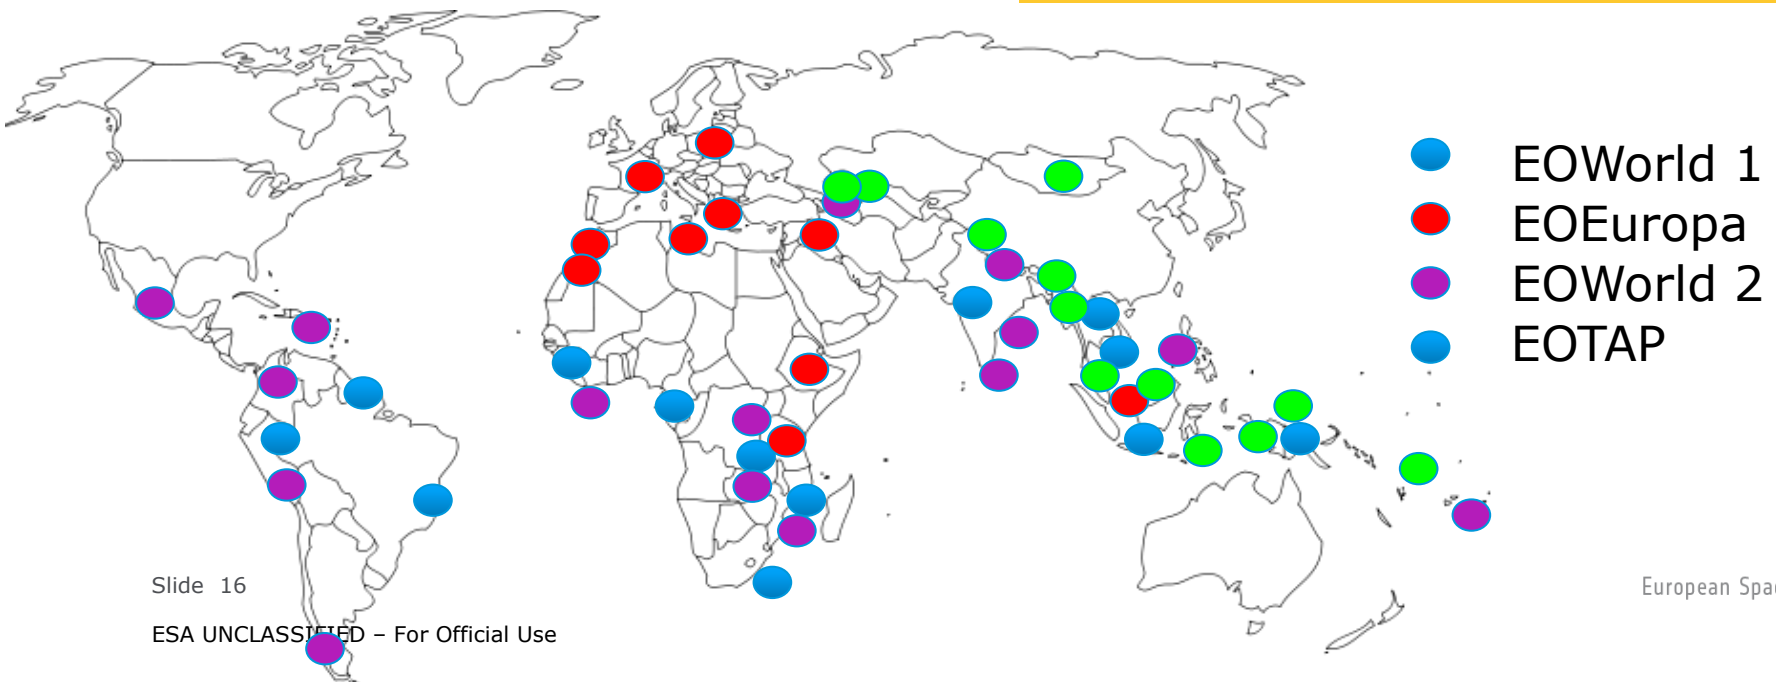 EOWorld 1
EOEuropa
EOWorld 2
EOTAP
Slide 16
European Spa
ESA UNCLASSIFIED – For Official Use